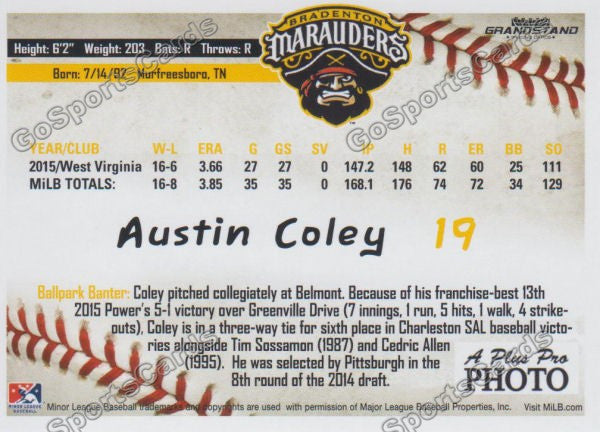 BRADENTON
MARAUDERS
GRANDSTAND
Height: 6'2" Weight: 203 Bats: R Throws: R
Born: 7/14/92 Murfreesboro, TN
YEAR/CLUB W-L ERA G GS SV IP H R ER BB SO
2015/West Virginia 16-6 3.66 27 27 0 147.2 148 62 60 25 111
MiLB TOTALS: 16-8 3.85 35 35 0 168.1 176 74 72 34 129
Austin Coley 19
Ballpark Banter: Coley pitched collegiately at Belmont. Because of his franchise-best 13th
2015 Power's 5-1 victory over Greenville Drive (7 innings, 1 run, 5 hits, 1 walk, 4 strike-
outs), Coley is a three-way tie for sixth place in Charleston SAL baseball victo-
ries alongside Tim Sossamon (1987) and Cedric Allen
(1995). He was selected by Pittsburgh in the
8th round of the 2014 draft.
A Plus Pro
PHOTO
MINOR LEAGUE
BASEBALL
Minor League Baseball trademarks and copyrights are used with permission of Major League Baseball Properties, Inc. Visit MiLB.com
GoSportsCards
GoSportsCards
GoSportsCards
GoSportsCards